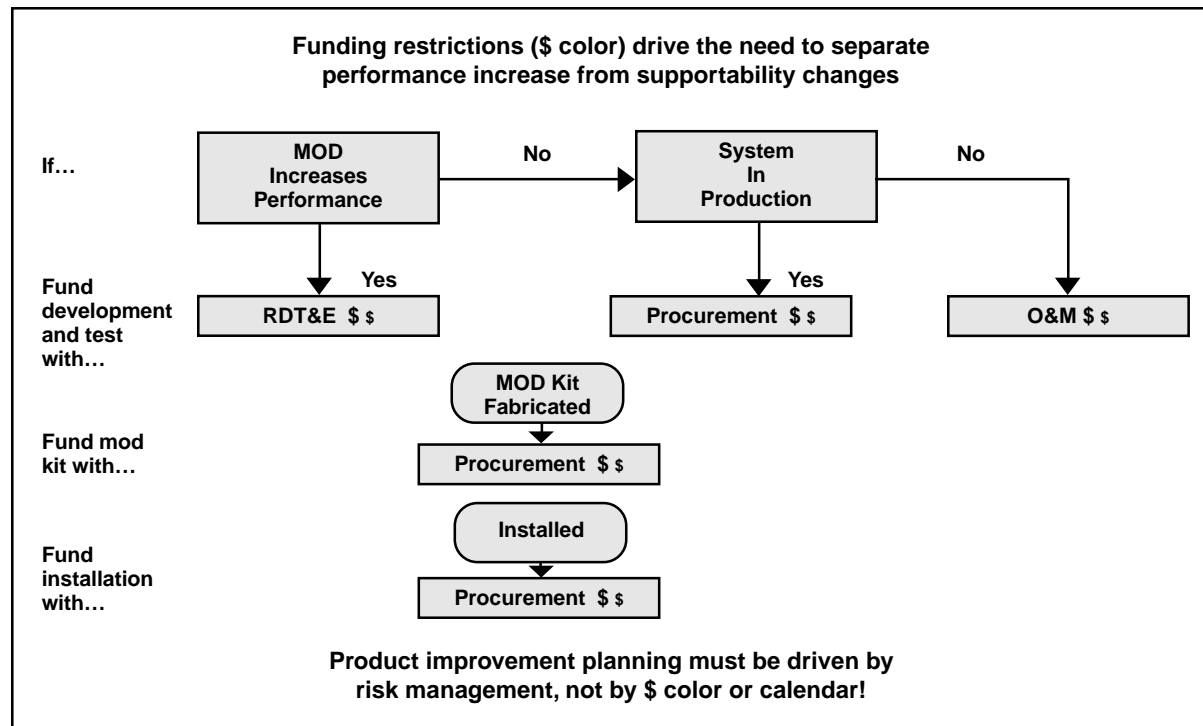 Funding restrictions ($ color) drive the need to separate
performance increase from supportability changes
If…
MOD
Increases
Performance
No
System
In
Production
No
Yes
Yes
Fund
development
and test
with…
RDT&E $ $
Procurement $ $
O&M $ $
MOD Kit
Fabricated
Fund mod
kit with…
Procurement $ $
Installed
Fund
installation
with…
Procurement $ $
Product improvement planning must be driven by
risk management, not by $ color or calendar!